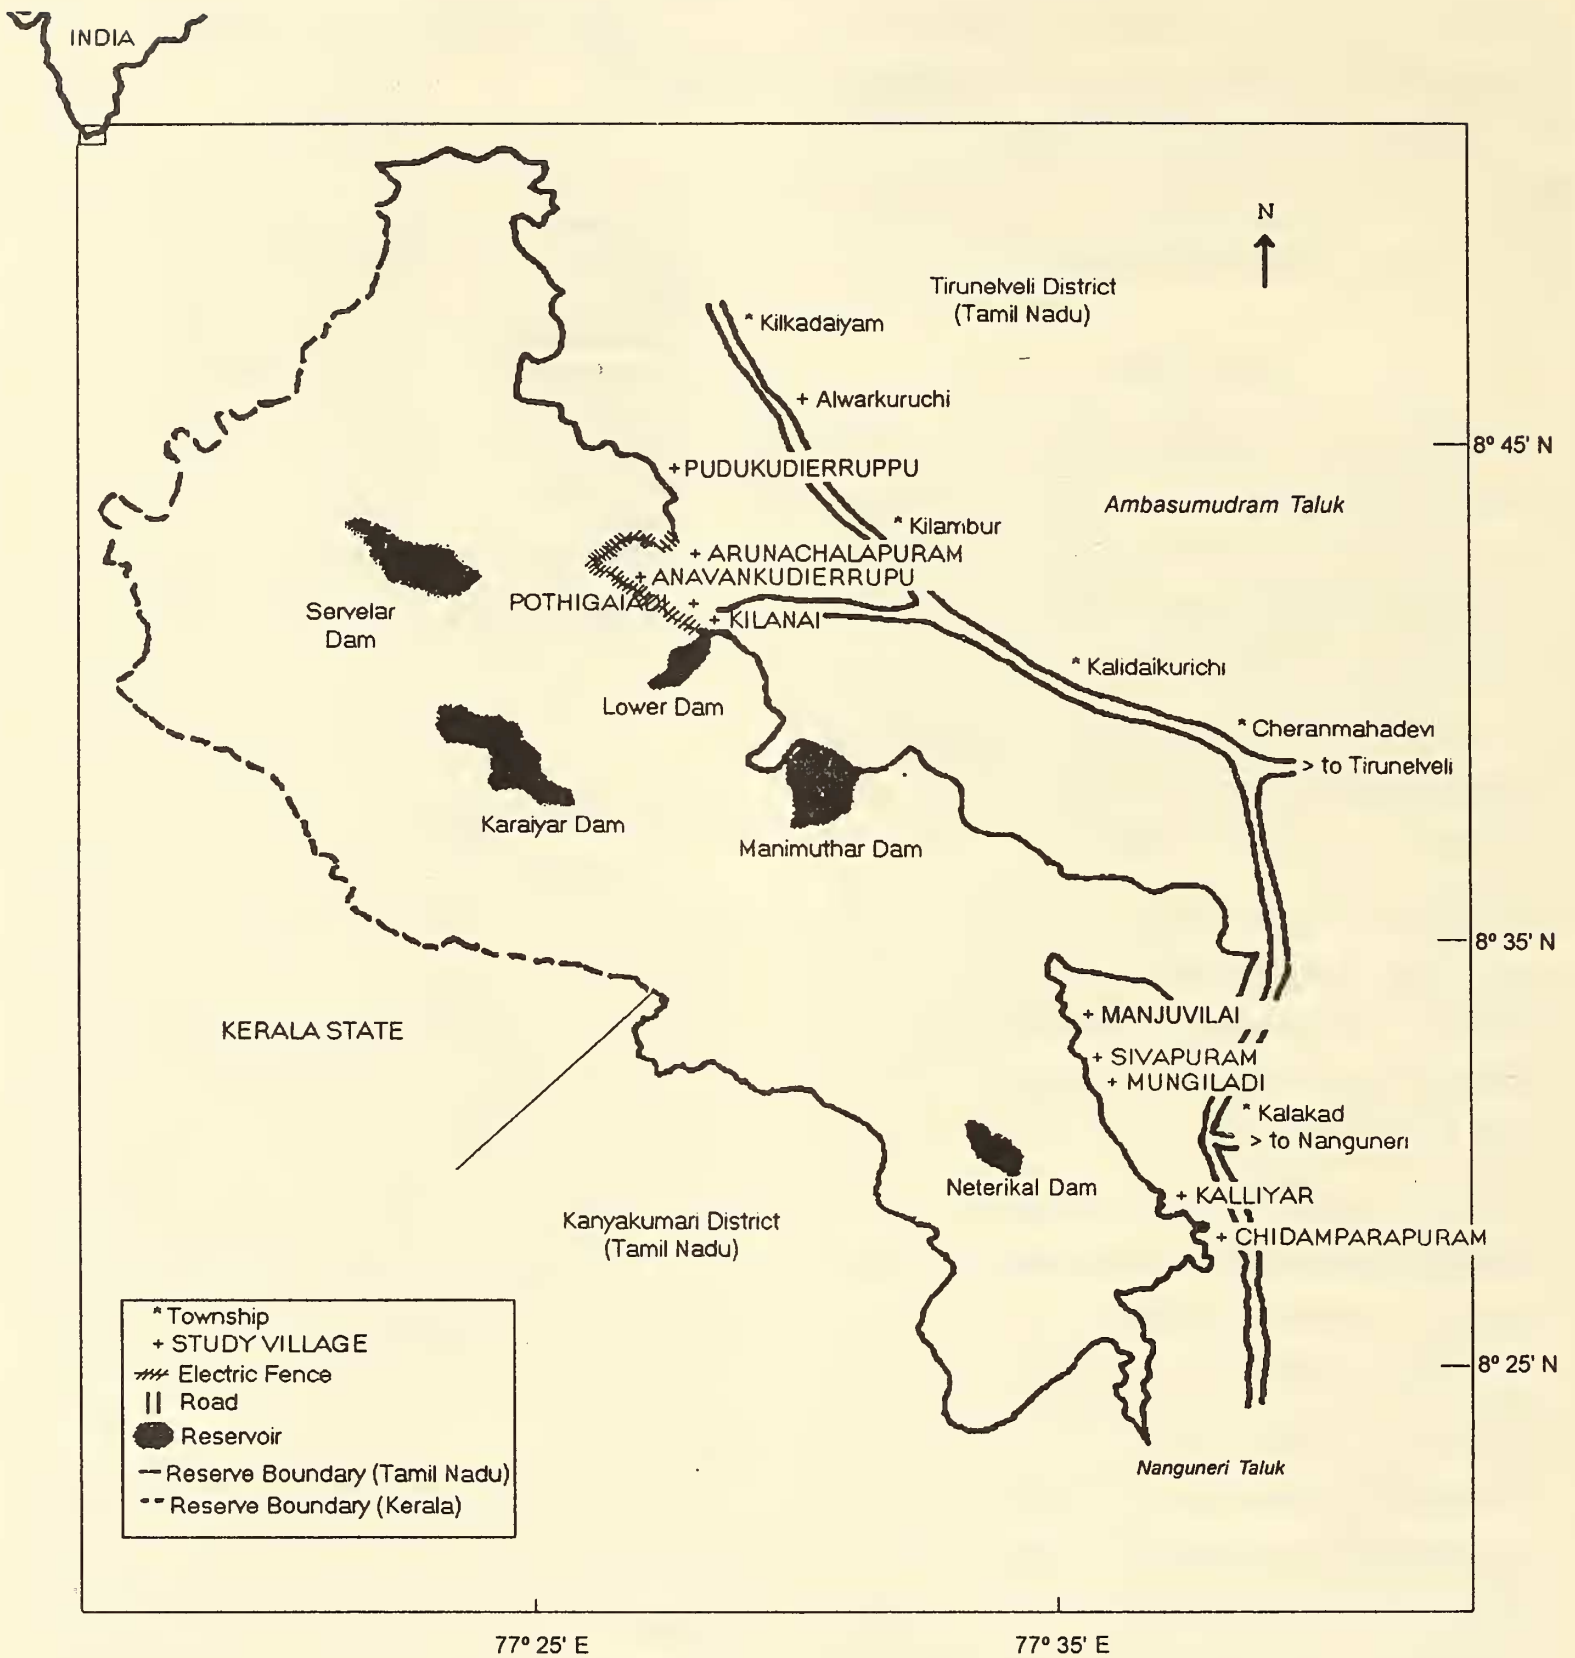 INDIA
N
Tirunelveli District
(Tamil Nadu)
* Kilkadaiyam
+ Alwarkuruchi
8° 45' N
+ PUDUKUDIERRUPPU
Ambasumudram Taluk
* Kilambur
+ ARUNACHALAPURAM
+ ANAVANKUDIERRUPU
POTHIGAIADI +
+ KILANAI
Servelar
Dam
* Kalidaikurichi
Lower Dam
* Cheranmahadevi
> to Tirunelveli
Karaiyar Dam
Manimuthar Dam
8° 35' N
KERALA STATE
+ MANJUVILAI
+ SIVAPURAM
+ MUNGILADI
* Kalakad
> to Nanguneri
Neterikal Dam
+ KALLIYAR
Kanyakumari District
(Tamil Nadu)
+ CHIDAMPARAPURAM
* Township
+ STUDY VILLAGE
Electric Fence
Road
Reservoir
Reserve Boundary (Tamil Nadu)
Reserve Boundary (Kerala)
8° 25' N
Nanguneri Taluk
77° 25' E
77° 35' E